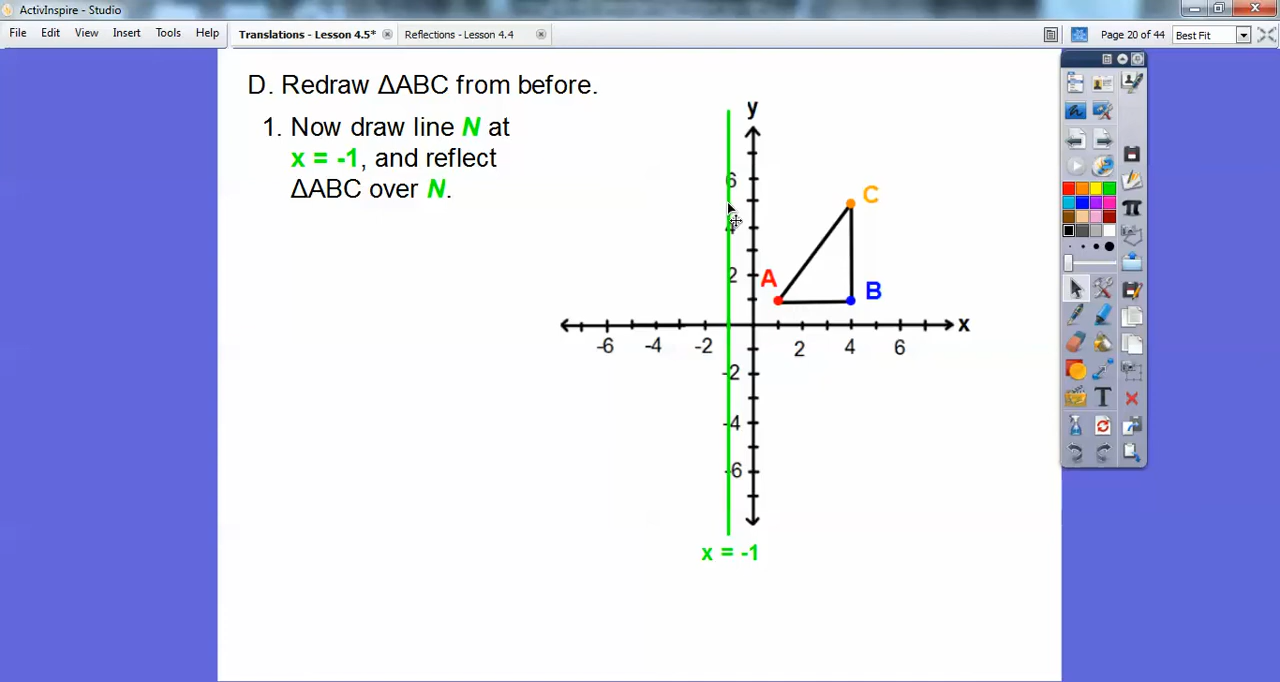 ActivInspire - Studio
File Edit View Insert Tools Help
Translations - Lesson 4.5*
Reflections - Lesson 4.4
Page 20 of 44
Best Fit
D. Redraw ΔABC from before.
1. Now draw line N at
x = -1, and reflect
ΔABC over N.
y
6
4
2
C
A
B
x
-6 -4 -2 2 4 6
-2
-4
-6
x = -1
T